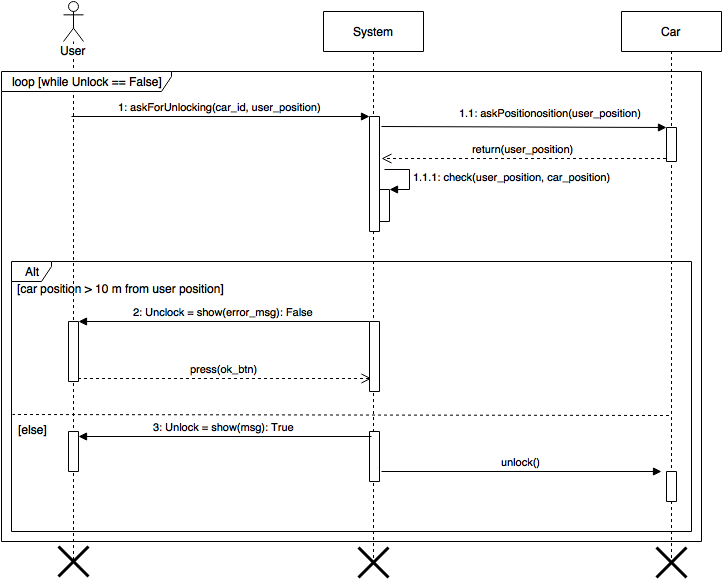 User
System
Car
loop [while Unlock == False]
1: askForUnlocking(car_id, user_position)
1.1: askPositionosition(user_position)
return(user_position)
1.1.1: check(user_position, car_position)
Alt
[car position > 10 m from user position]
2: Unclock = show(error_msg): False
press(ok_btn)
[else]
3: Unlock = show(msg): True
unlock()